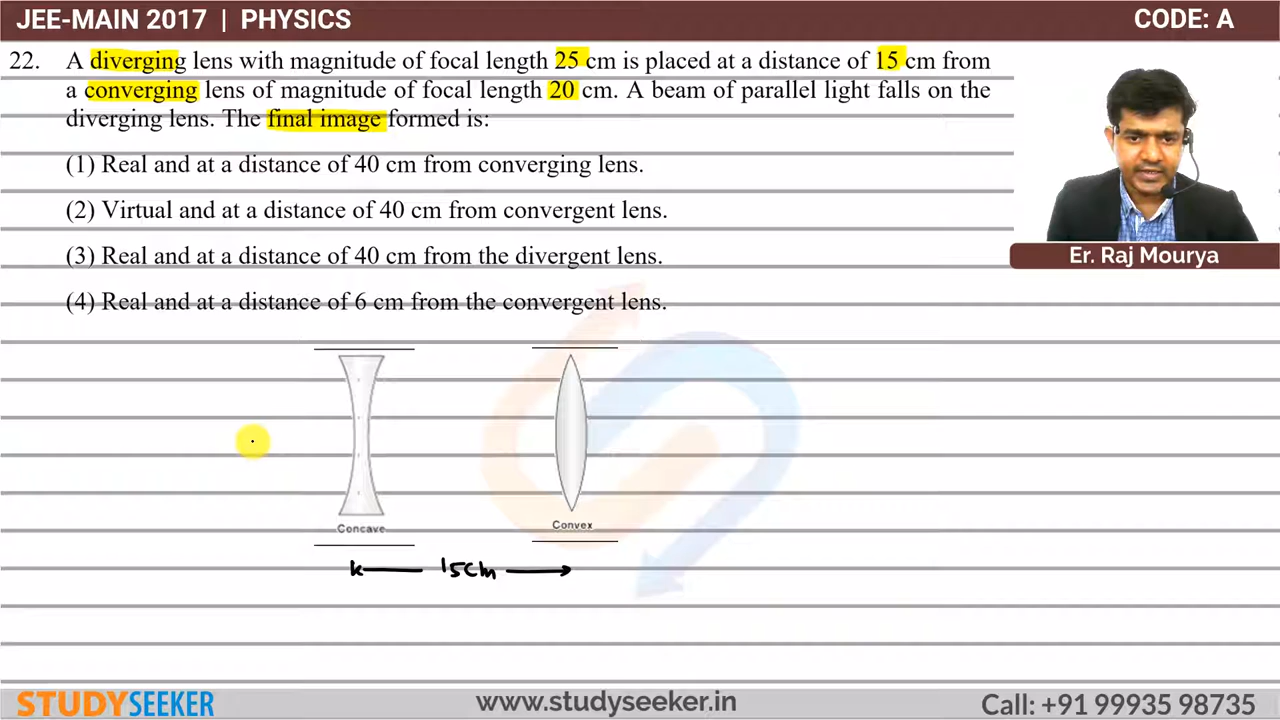 JEE-MAIN 2017 | PHYSICS
CODE: A
22. A diverging lens with magnitude of focal length 25 cm is placed at a distance of 15 cm from
a converging lens of magnitude of focal length 20 cm. A beam of parallel light falls on the
diverging lens. The final image formed is:
(1) Real and at a distance of 40 cm from converging lens.
(2) Virtual and at a distance of 40 cm from convergent lens.
(3) Real and at a distance of 40 cm from the divergent lens.
(4) Real and at a distance of 6 cm from the convergent lens.
Er. Raj Mourya
Concave
Convex
15cm
STUDYSEEKER
www.studyseeker.in
Call: +91 99935 98735